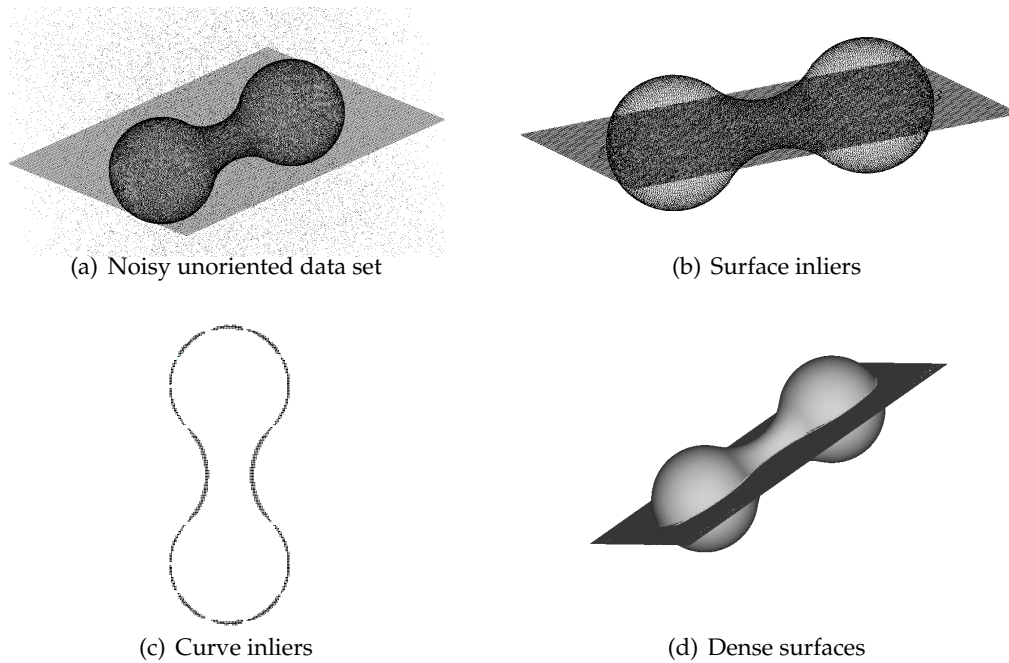 (a) Noisy unoriented data set
(b) Surface inliers
(c) Curve inliers
(d) Dense surfaces